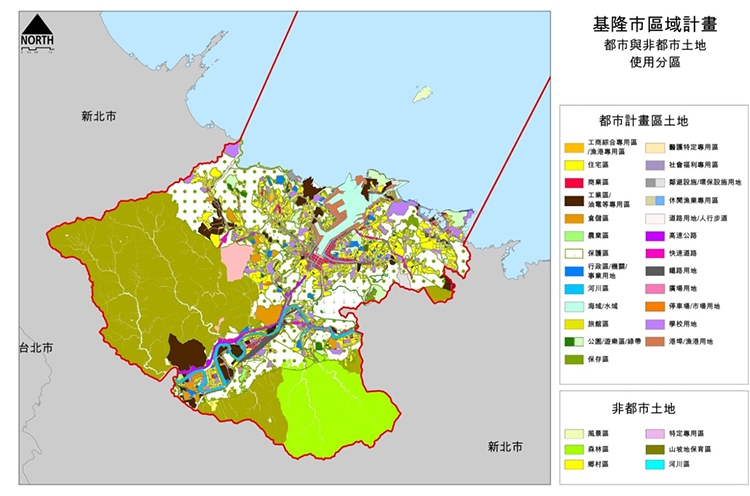 NORTH
新北市
台北市
新北市
基隆市區域計畫
都市與非都市土地
使用分區
都市計畫區土地
工商綜合專用區
/漁港專用區
住宅區
商業區
工業區/
油電等專用區
倉儲區
農業區
保護區
行政區/機關/
事業用地
河川區
海域/水域
旅館區
公園/遊樂區/綠帶
保存區
醫護特定專用區
社會福利專用區
鄰避設施/環保設施用地
休閒漁業專用區
道路用地/人行步道
高速公路
快速道路
鐵路用地
廣場用地
停車場/市場用地
學校用地
港埠/漁港用地
非都市土地
風景區
森林區
鄉村區
特定專用區
山坡地保育區
河川區